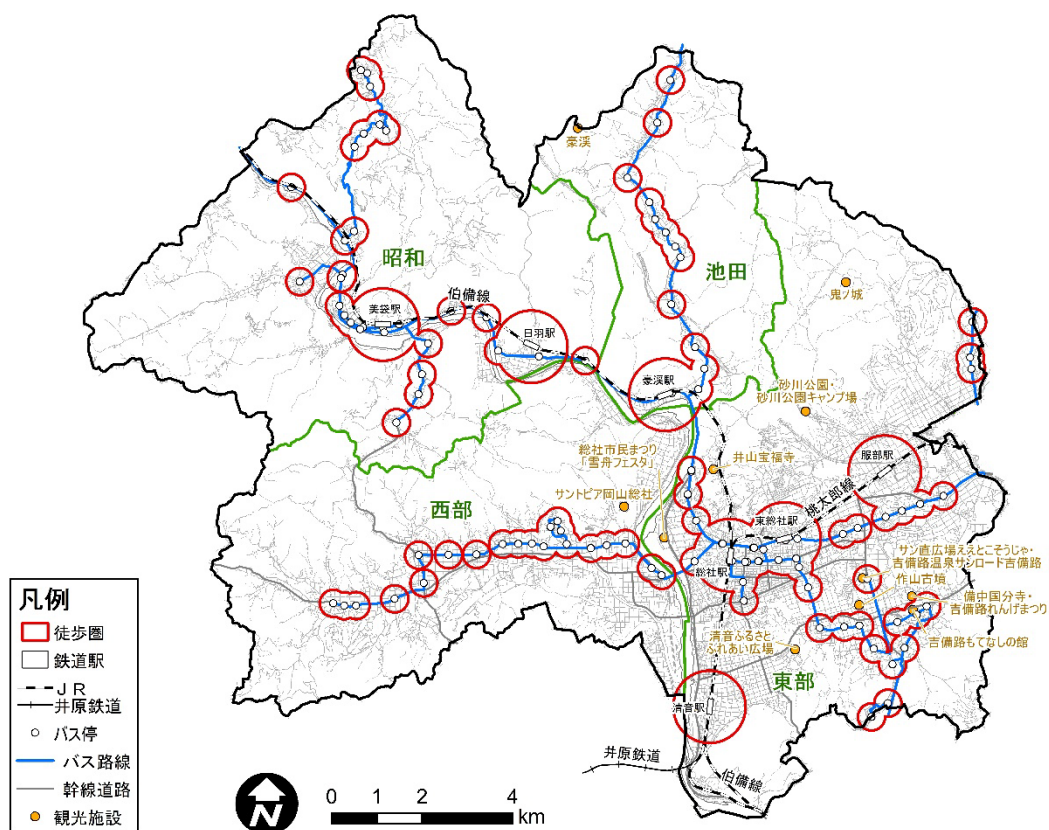 豪渓
昭和
池田
鬼ノ城
伯備線
美袋駅
日羽駅
豪渓駅
砂川公園・
砂川公園キャンプ場
総社市民まつり
「雪舟フェスタ」
井山宝福寺
服部駅
サントピア岡山総社
西部
桃太郎線
東総社駅
総社駅
サン直広場ええとこそうじゃ・
吉備路温泉サンロード吉備路
作山古墳
備中国分寺・
吉備路れんげまつり
吉備路もてなしの館
清音ふるさと
ふれあい広場
東部
清音駅
井原鉄道
伯備線
凡例
徒歩圏
鉄道駅
JR
井原鉄道
バス停
バス路線
幹線道路
観光施設
N
0 1 2 4
km